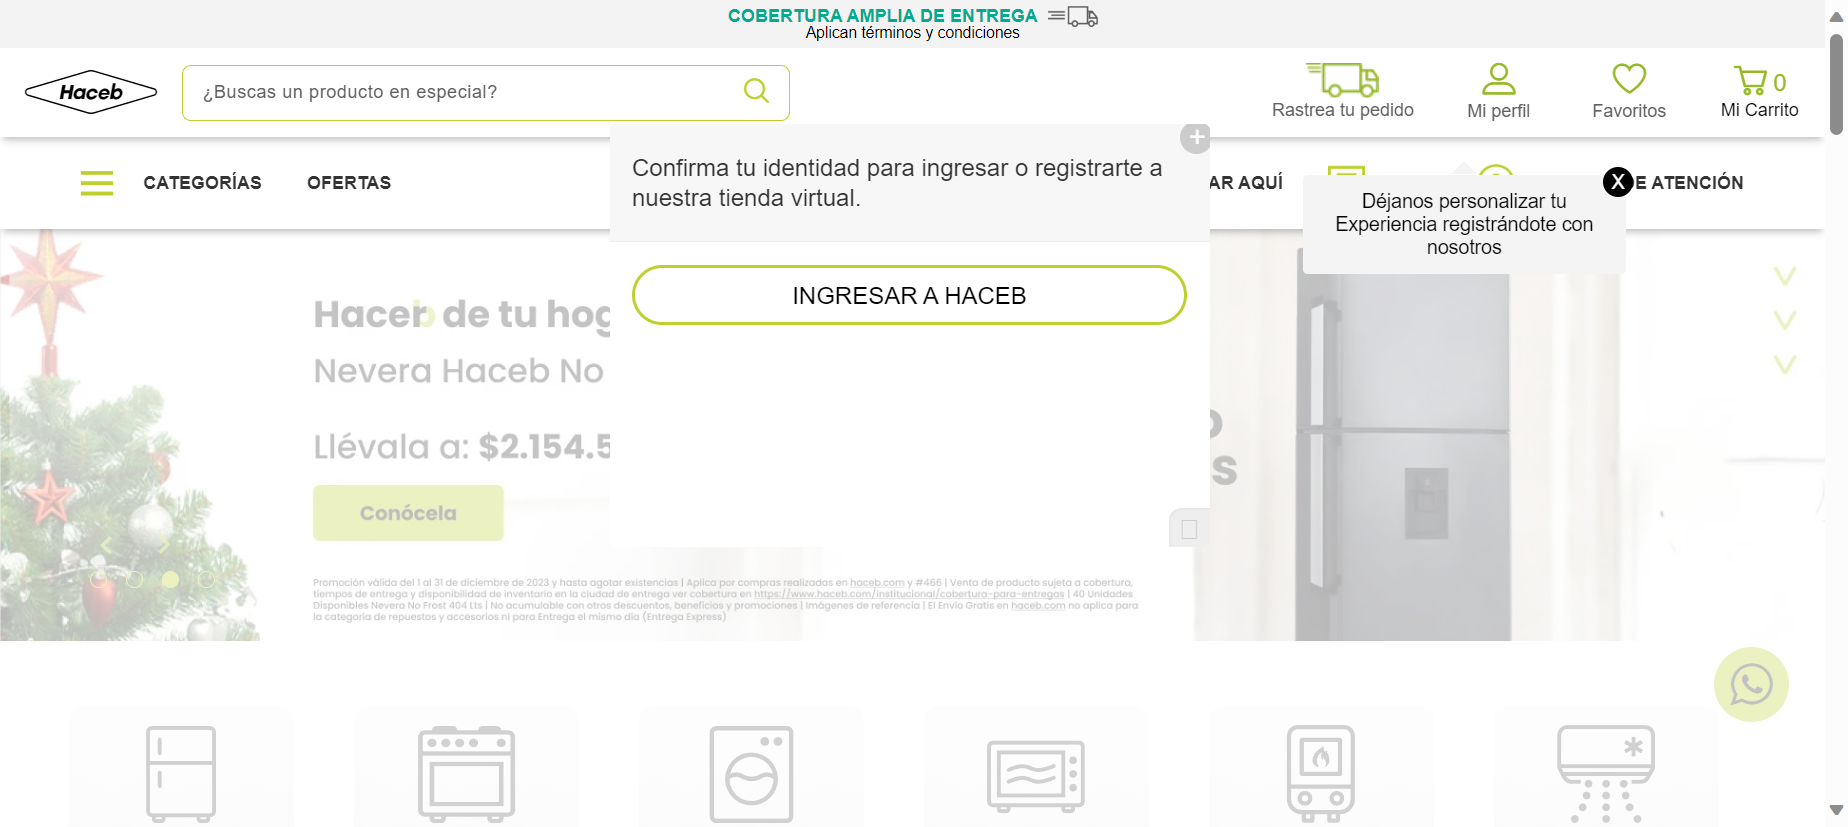 COBERTURA AMPLIA DE ENTREGA
Aplican términos y condiciones
Haceb
¿Buscas un producto en especial?
Rastrea tu pedido
Mi perfil
Favoritos
0
Mi Carrito
CATEGORÍAS
OFERTAS
AR AQUÍ
E ATENCIÓN
Confirma tu identidad para ingresar o registrarte a
nuestra tienda virtual.
INGRESAR A HACEB
X
Déjanos personalizar tu
Experiencia registrándote con
nosotros
de tu hog
Nevera Haceb No
Llévala a: $2.154.5
Conócela
s
Promoción válida del 1 al 31 de diciembre de 2023 y hasta agotar existencias | Aplica por compras realizadas en haceb.com y #466 | Venta de producto sujeta a cobertura,
tiempos de entrega y disponibilidad de inventario en la ciudad de entrega ver cobertura en https://www.haceb.com/institucional/cobertura-para-entregas | 40 Unidades
Disponibles Nevera No Frost 404 Lts | No acumulable con otros descuentos, beneficios y promociones | Imágenes de referencia | El Envío Gratis en haceb.com no aplica para
la categoría de repuestos y accesorios ni para Entrega el mismo día (Entrega Express)